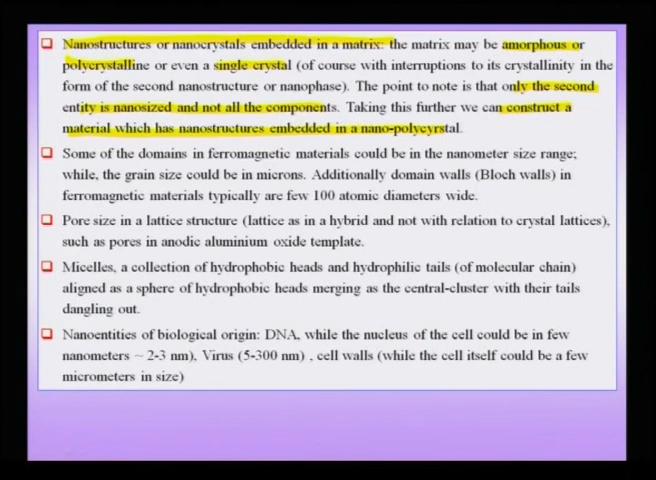 Nanostructures or nanocrystals embedded in a matrix: the matrix may be amorphous or
polycrystalline or even a single crystal (of course with interruptions to its crystallinity in the
form of the second nanostructure or nanophase). The point to note is that only the second
entity is nanosized and not all the components. Taking this further we can construct a
material which has nanostructures embedded in a nano-polycyrstal.
Some of the domains in ferromagnetic materials could be in the nanometer size range;
while, the grain size could be in microns. Additionally domain walls (Bloch walls) in
ferromagnetic materials typically are few 100 atomic diameters wide.
Pore size in a lattice structure (lattice as in a hybrid and not with relation to crystal lattices),
such as pores in anodic aluminium oxide template.
Micelles, a collection of hydrophobic heads and hydrophilic tails (of molecular chain)
aligned as a sphere of hydrophobic heads merging as the central-cluster with their tails
dangling out.
Nanoentities of biological origin: DNA, while the nucleus of the cell could be in few
nanometers ~ 2-3 nm), Virus (5-300 nm) , cell walls (while the cell itself could be a few
micrometers in size)